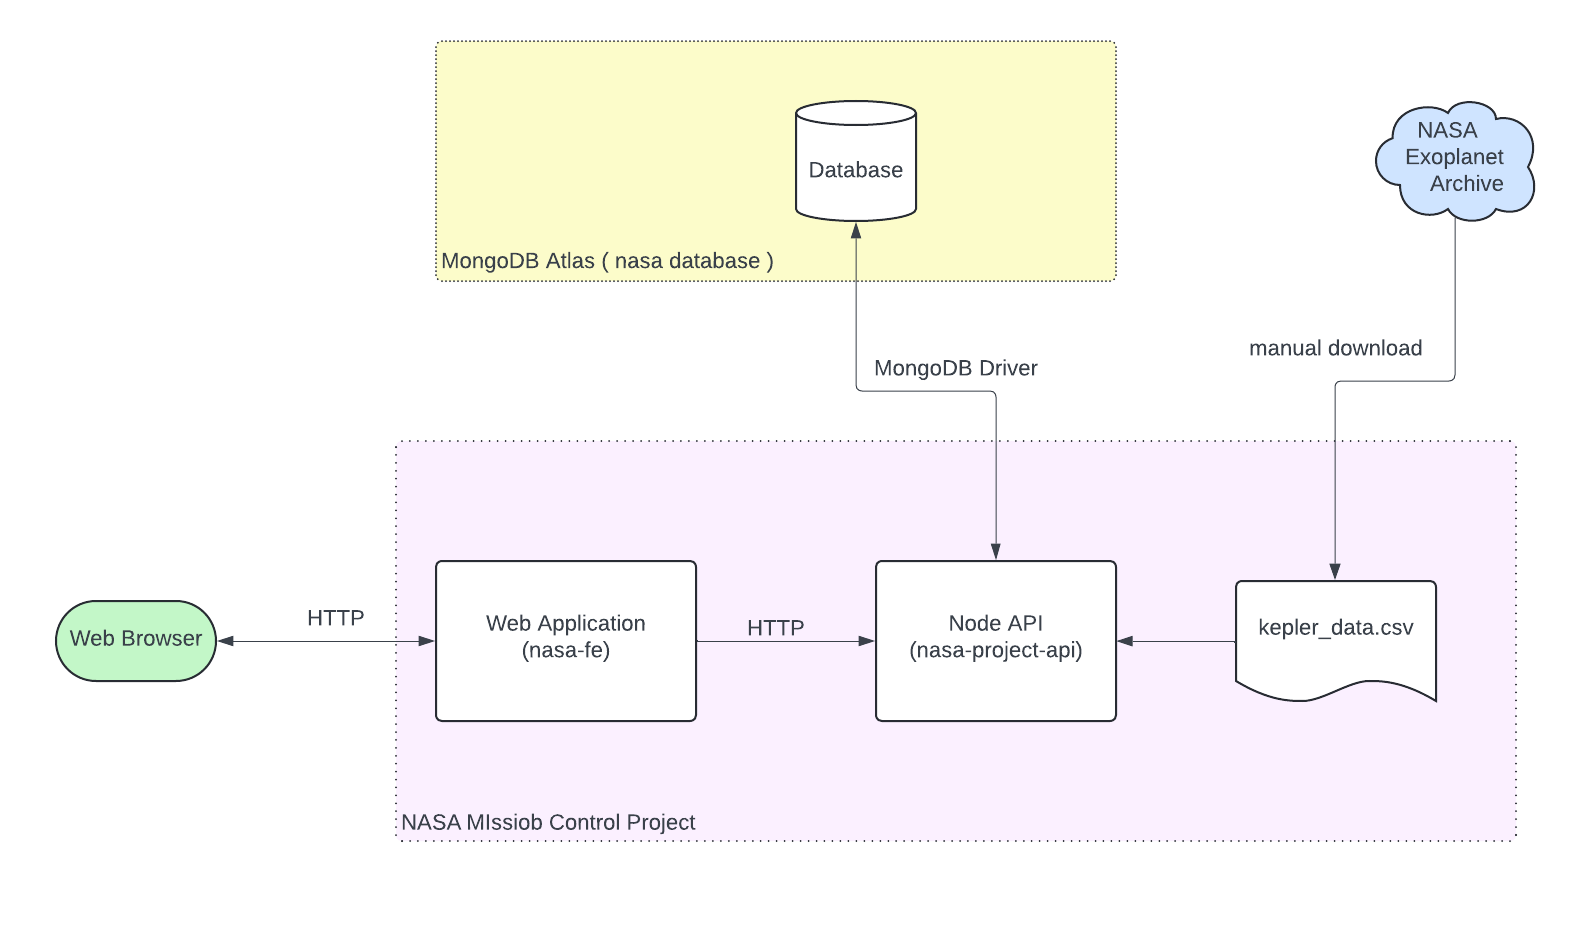 Database
MongoDB Atlas ( nasa database )
NASA
Exoplanet
Archive
MongoDB Driver
manual download
Web Browser
HTTP
Web Application
(nasa-fe)
HTTP
Node API
(nasa-project-api)
kepler_data.csv
NASA MIssiob Control Project